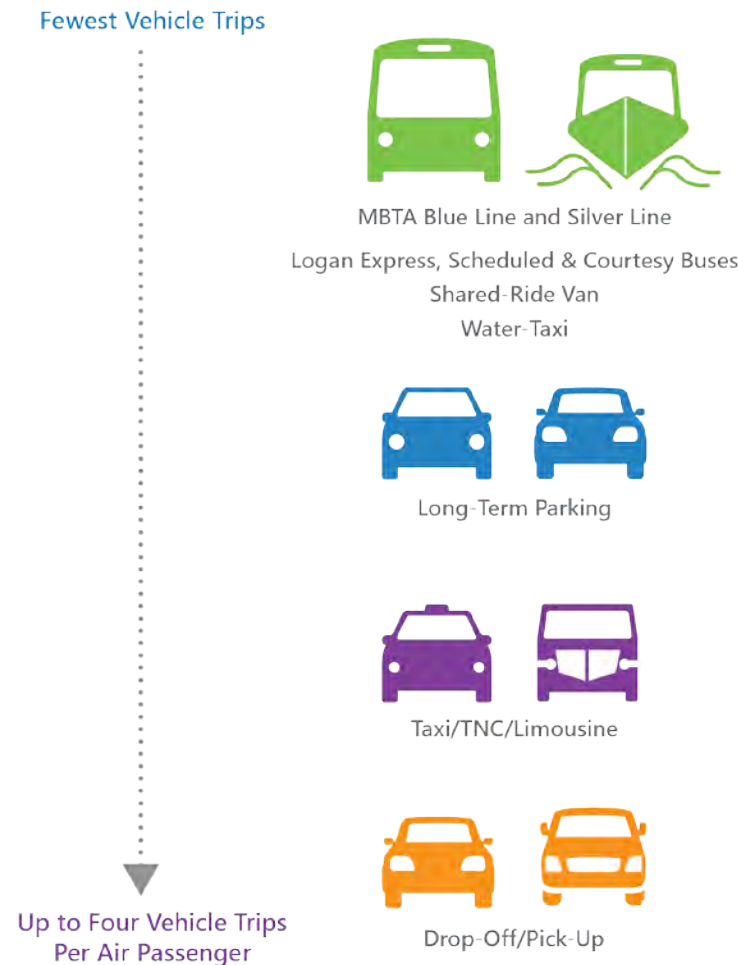 Fewest Vehicle Trips
MBTA Blue Line and Silver Line
Logan Express, Scheduled & Courtesy Buses
Shared-Ride Van
Water-Taxi
Long-Term Parking
Taxi/TNC/Limousine
Up to Four Vehicle Trips
Per Air Passenger
Drop-Off/Pick-Up